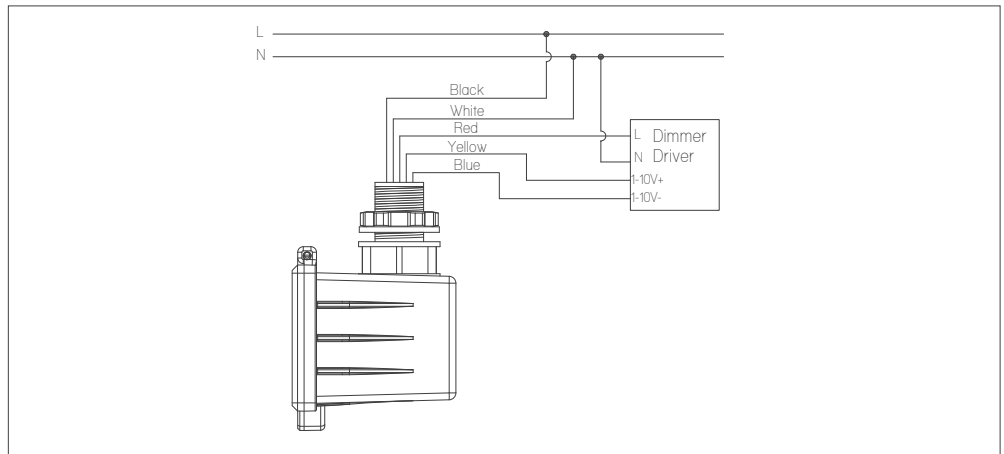 L
N
Black
White
Red
Yellow
Blue
L Dimmer
N Driver
1-10V+
1-10V-